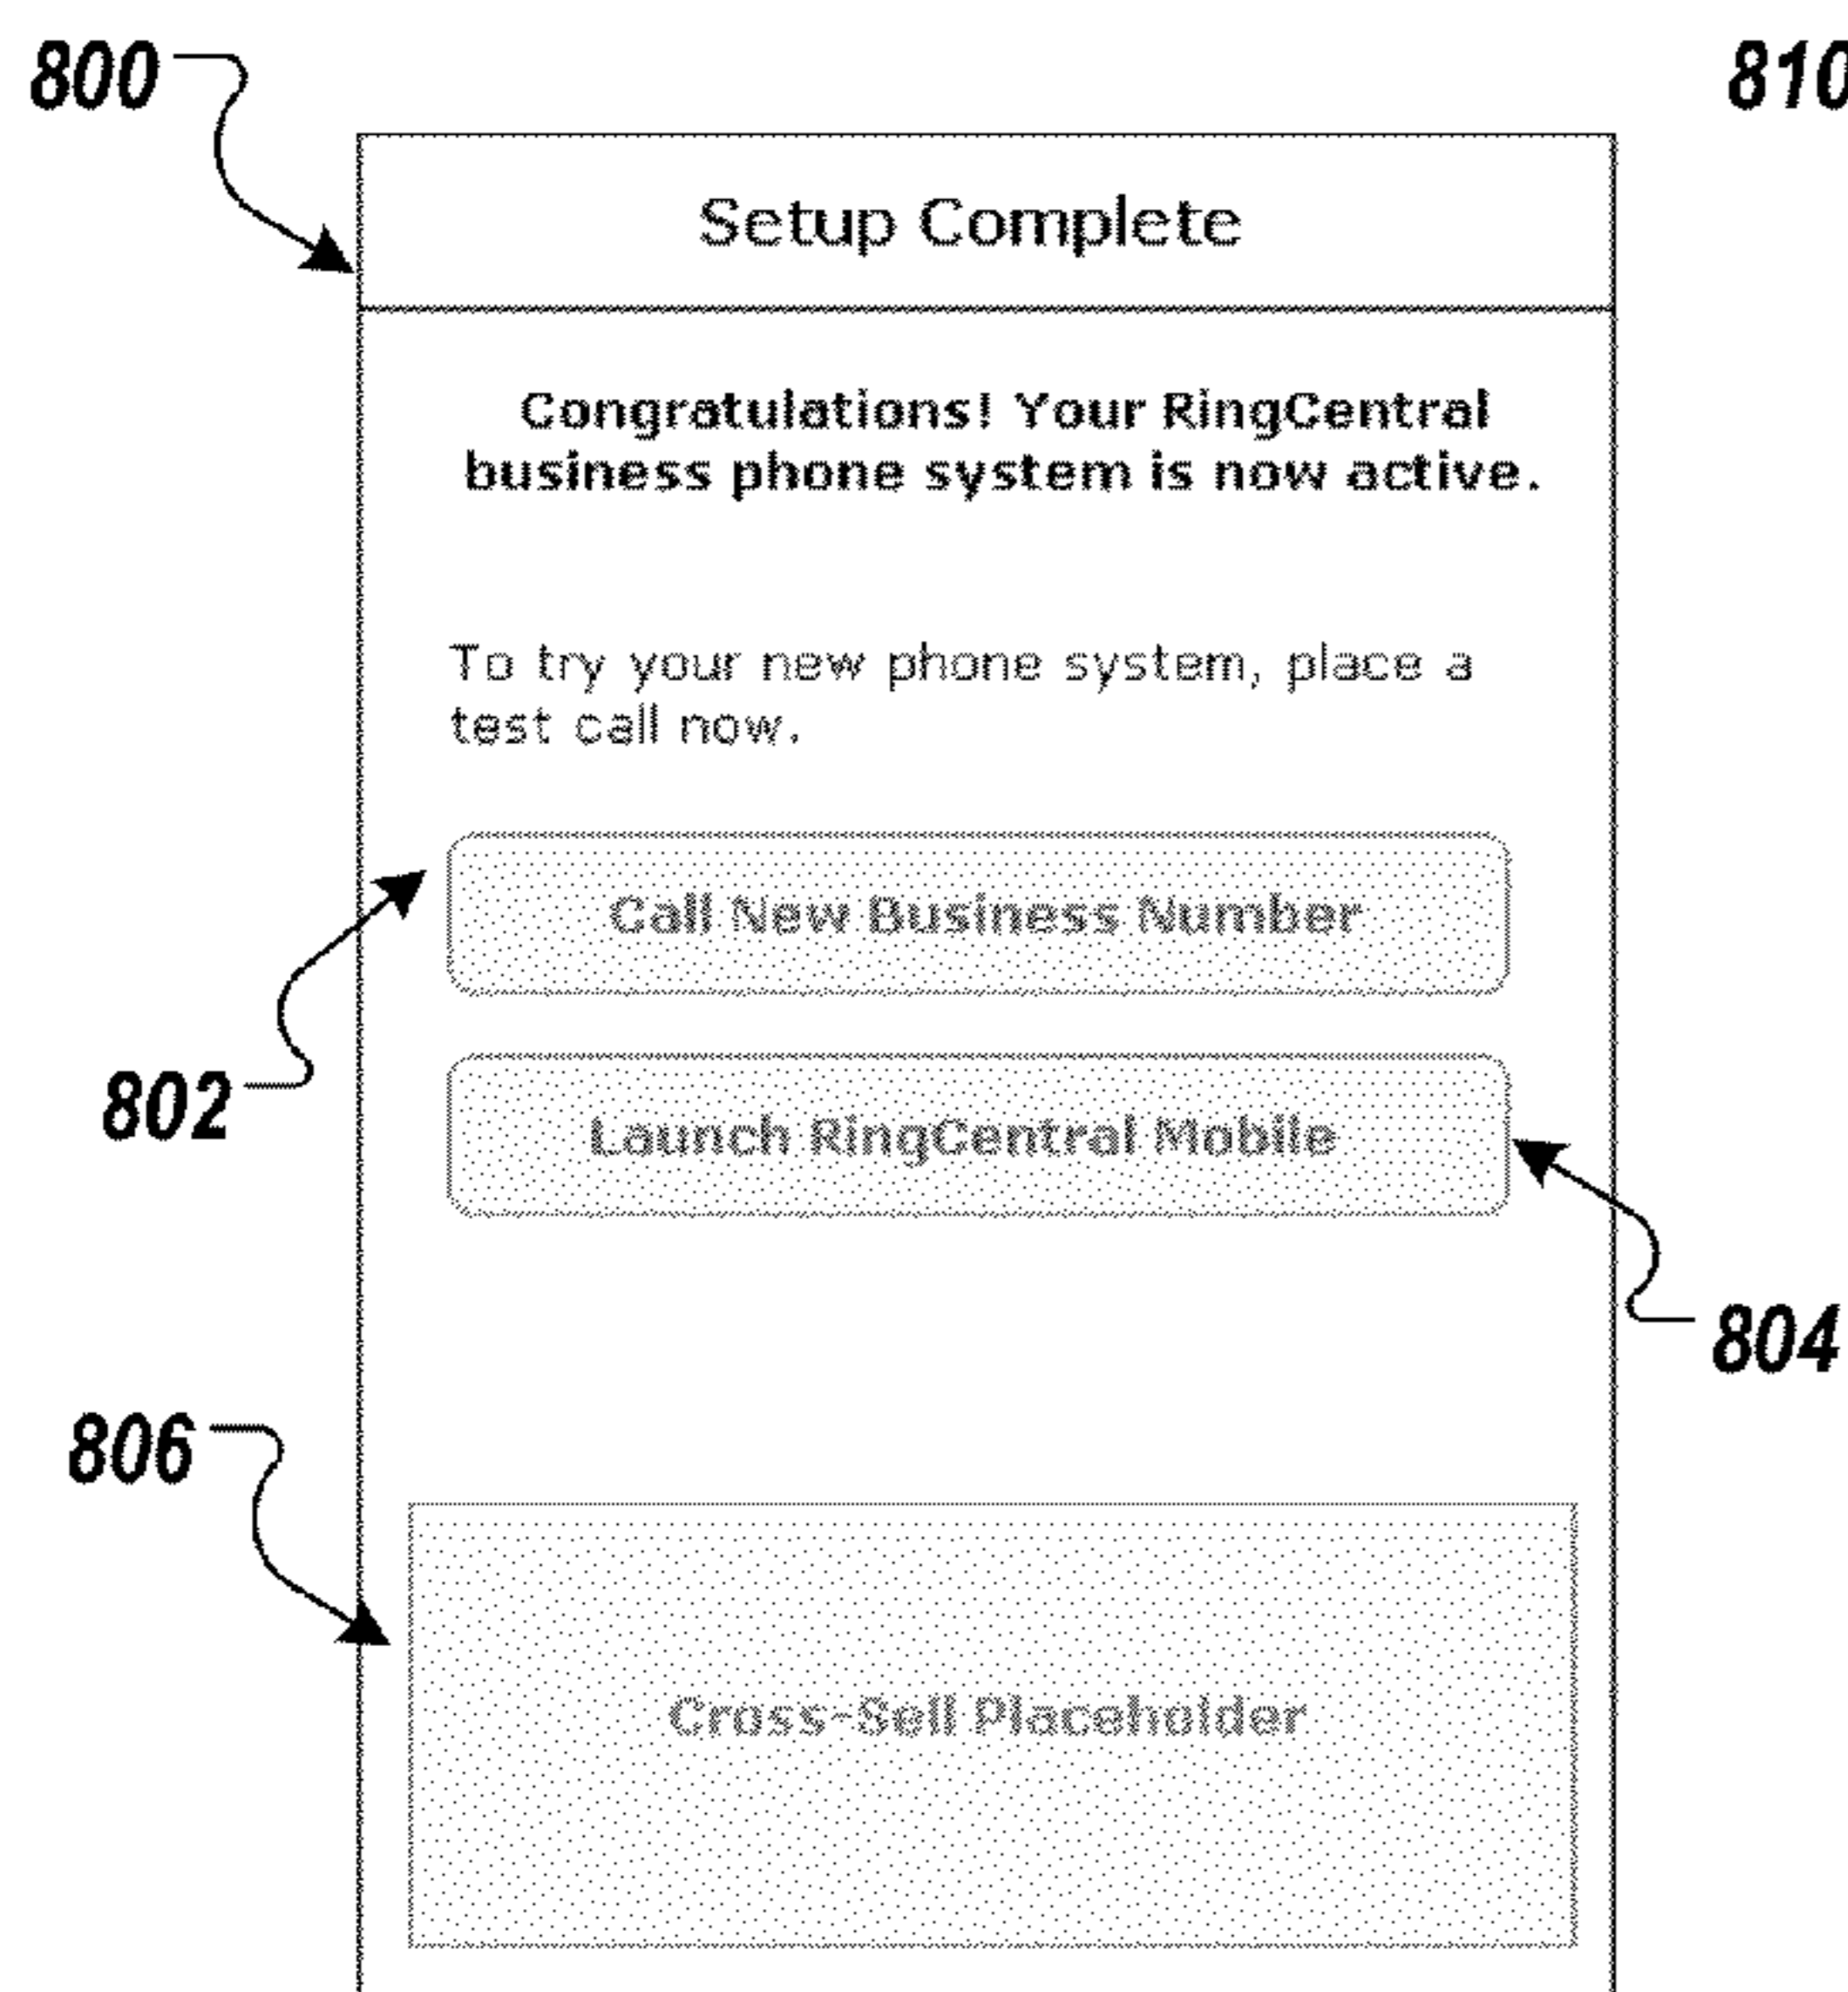 800
810
Setup Complete
Congratulations! Your RingCentral
business phone system is now active.
To try your new phone system, place a
test call now.
Call New Business Number
802
Launch RingCentral Mobile
804
806
Cross-Sell Placeholder